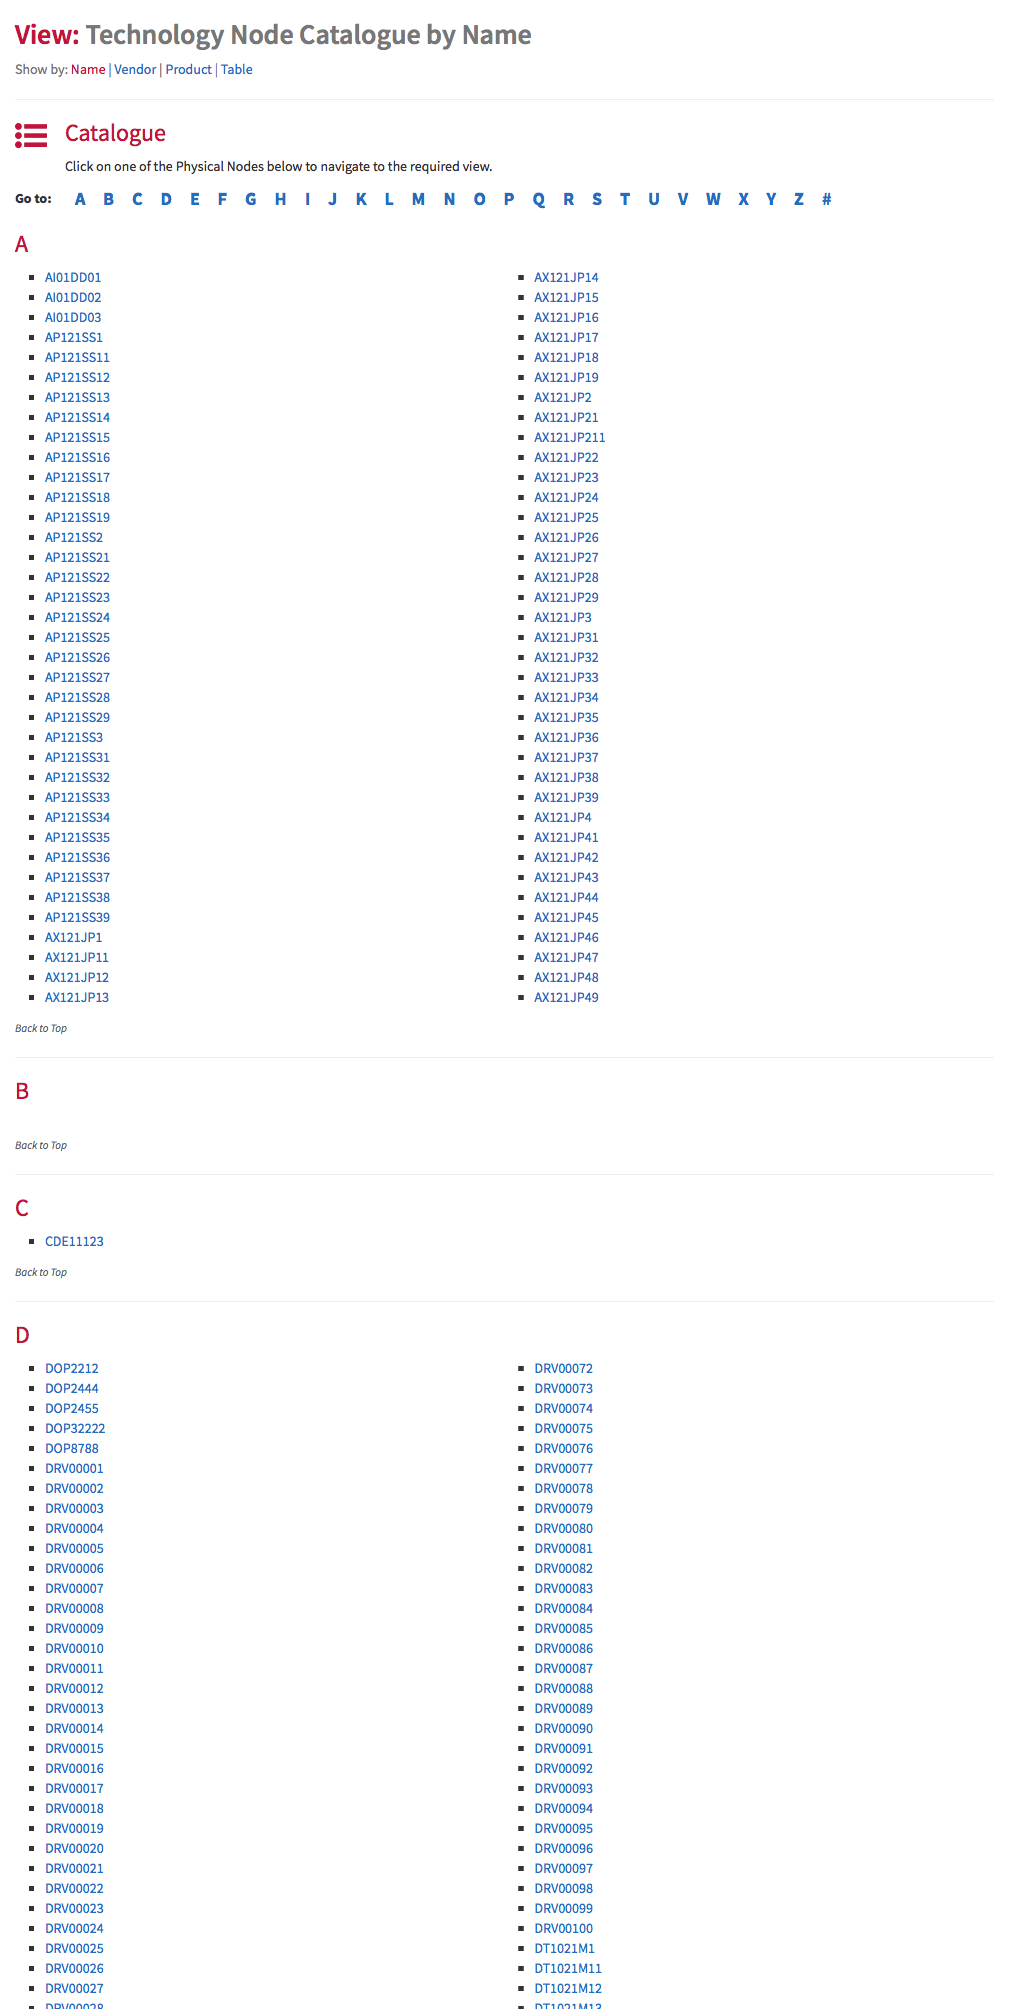 View: Technology Node Catalogue by Name
Show by: Name | Vendor | Product | Table
Catalogue
Click on one of the Physical Nodes below to navigate to the required view.
Go to: A B C D E F G H I J K L M N O P Q R S T U V W X Y Z #
A
AI01DD01
AI01DD02
AI01DD03
AP121SS1
AP121SS11
AP121SS12
AP121SS13
AP121SS14
AP121SS15
AP121SS16
AP121SS17
AP121SS18
AP121SS19
AP121SS2
AP121SS21
AP121SS22
AP121SS23
AP121SS24
AP121SS25
AP121SS26
AP121SS27
AP121SS28
AP121SS29
AP121SS3
AP121SS31
AP121SS32
AP121SS33
AP121SS34
AP121SS35
AP121SS36
AP121SS37
AP121SS38
AP121SS39
AX121JP1
AX121JP11
AX121JP12
AX121JP13
AX121JP14
AX121JP15
AX121JP16
AX121JP17
AX121JP18
AX121JP19
AX121JP2
AX121JP21
AX121JP211
AX121JP22
AX121JP23
AX121JP24
AX121JP25
AX121JP26
AX121JP27
AX121JP28
AX121JP29
AX121JP3
AX121JP31
AX121JP32
AX121JP33
AX121JP34
AX121JP35
AX121JP36
AX121JP37
AX121JP38
AX121JP39
AX121JP4
AX121JP41
AX121JP42
AX121JP43
AX121JP44
AX121JP45
AX121JP46
AX121JP47
AX121JP48
AX121JP49
Back to Top
B
Back to Top
C
CDE11123
Back to Top
D
DOP2212
DOP2444
DOP2455
DOP32222
DOP8788
DRV00001
DRV00002
DRV00003
DRV00004
DRV00005
DRV00006
DRV00007
DRV00008
DRV00009
DRV00010
DRV00011
DRV00012
DRV00013
DRV00014
DRV00015
DRV00016
DRV00017
DRV00018
DRV00019
DRV00020
DRV00021
DRV00022
DRV00023
DRV00024
DRV00025
DRV00026
DRV00027
DRV00028
DRV00072
DRV00073
DRV00074
DRV00075
DRV00076
DRV00077
DRV00078
DRV00079
DRV00080
DRV00081
DRV00082
DRV00083
DRV00084
DRV00085
DRV00086
DRV00087
DRV00088
DRV00089
DRV00090
DRV00091
DRV00092
DRV00093
DRV00094
DRV00095
DRV00096
DRV00097
DRV00098
DRV00099
DRV00100
DT1021M1
DT1021M11
DT1021M12
DT1021M13